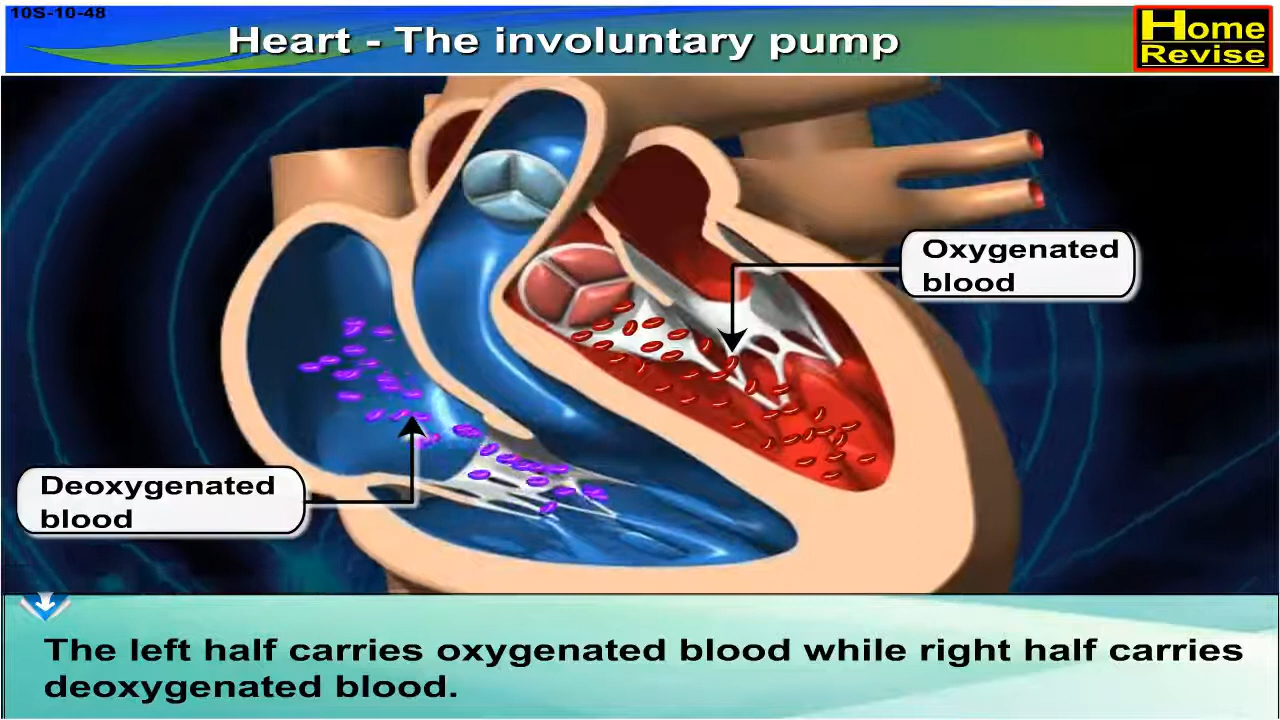 10S-10-48
Heart - The involuntary pump
Home
Revise
Oxygenated
blood
Deoxygenated
blood
The left half carries oxygenated blood while right half carries
deoxygenated blood.